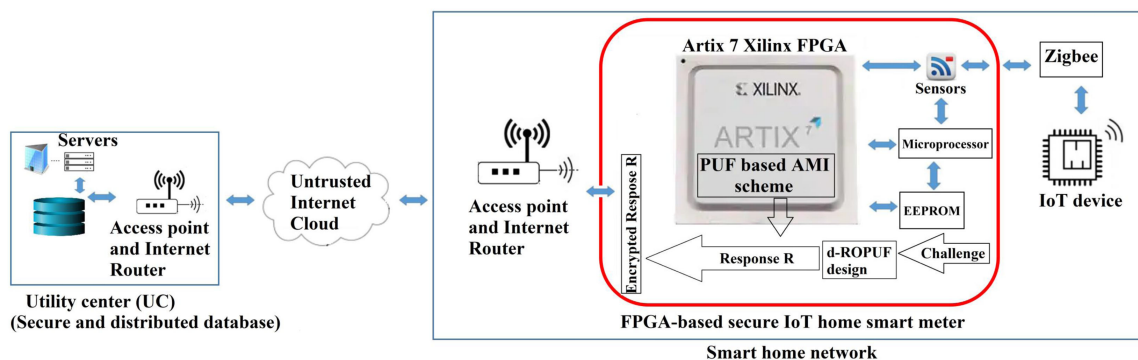 Servers
Access point
and Internet
Router
Utility center (UC)
(Secure and distributed database)
Untrusted
Internet
Cloud
Access point
and Internet
Router
Artix 7 Xilinx FPGA
XILINX
ARTIX 7
PUF based AMI
scheme
Sensors
Microprocessor
EEPROM
Zigbee
IoT device
Encrypted Respose R
Response R
d-ROPUF
design
Challenge
FPGA-based secure IoT home smart meter
Smart home network